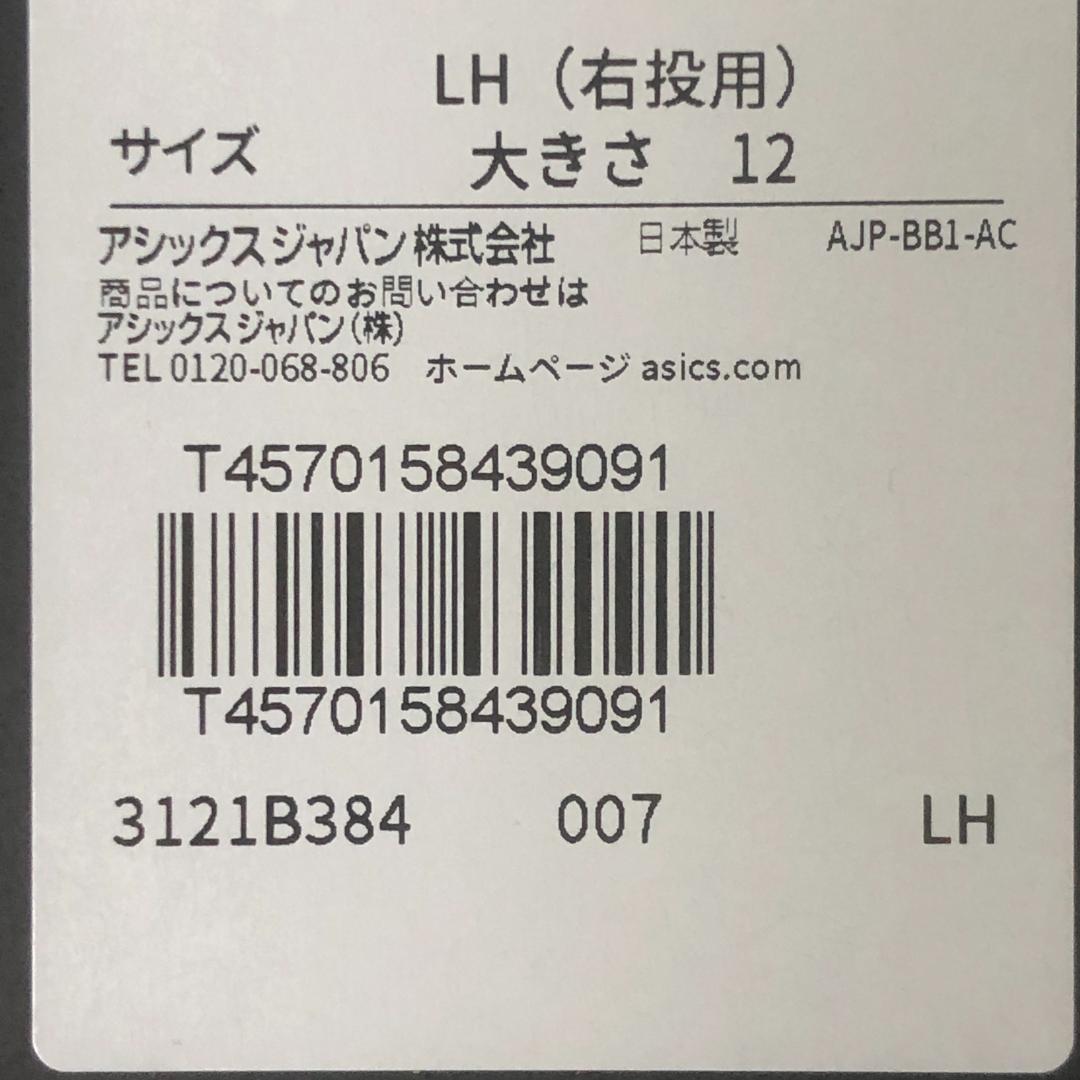 LH（右投用）
サイズ 大きさ 12
アシックスジャパン株式会社 日本製 AJP-BB1-AC
商品についてのお問い合わせは
アシックスジャパン（株）
TEL 0120-068-806 ホームページ asics.com
T4570158439091
T4570158439091
3121B384 007 LH